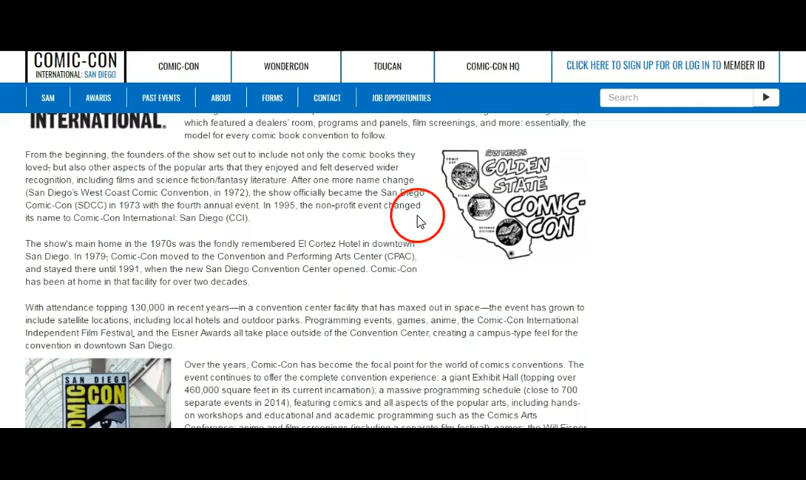 COMIC-CON
INTERNATIONAL: SAN DIEGO
COMIC-CON
WONDERCON
TOUCAN
COMIC-CON HQ
CLICK HERE TO SIGN UP FOR OR LOG IN TO MEMBER ID
SAM
AWARDS
PAST EVENTS
ABOUT
FORMS
CONTACT
JOB OPPORTUNITIES
Search
INTERNATIONAL.
which featured a dealers' room, programs and panels, film screenings, and more: essentially, the
model for every comic book convention to follow.
From the beginning, the founders of the show set out to include not only the comic books they
loved, but also other aspects of the popular arts that they enjoyed and felt deserved wider
recognition, including films and science fiction/fantasy literature. After one more name change
(San Diego's West Coast Comic Convention, in 1972), the show officially became the San Diego
Comic-Con (SDCC) in 1973 with the fourth annual event. In 1995, the non-profit event changed
its name to Comic-Con International: San Diego (CCI).
SAN DIEGO'S
GOLDEN
STATE
COMIC-
CON
The show's main home in the 1970s was the fondly remembered El Cortez Hotel in downtown
San Diego. In 1979, Comic-Con moved to the Convention and Performing Arts Center (CPAC),
and stayed there until 1991, when the new San Diego Convention Center opened. Comic-Con
has been at home in that facility for over two decades.
With attendance topping 130,000 in recent years—in a convention center facility that has maxed out in space—the event has grown to
include satellite locations, including local hotels and outdoor parks. Programming events, games, anime, the Comic-Con International
Independent Film Festival, and the Eisner Awards all take place outside of the Convention Center, creating a campus-type feel for the
convention in downtown San Diego.
SAN DIEGO
COMIC
CON
Over the years, Comic-Con has become the focal point for the world of comics conventions. The
event continues to offer the complete convention experience: a giant Exhibit Hall (topping over
460,000 square feet in its current incarnation); a massive programming schedule (close to 700
separate events in 2014), featuring comics and all aspects of the popular arts, including hands-
on workshops and educational and academic programming such as the Comics Arts
Conference; anime and film screenings (including a separate film festival); games; the Will Eisner